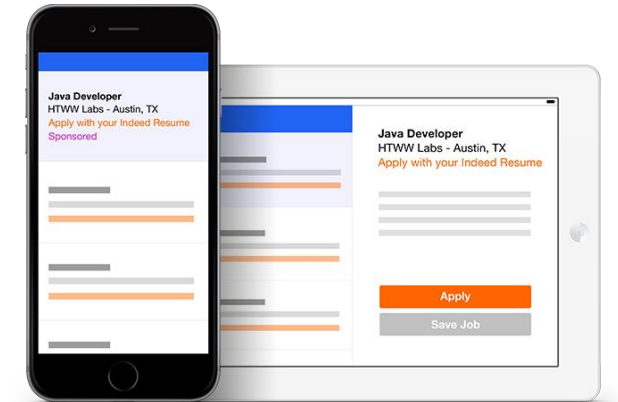 Java Developer
HTWW Labs - Austin, TX
Apply with your Indeed Resume
Sponsored
Java Developer
HTWW Labs - Austin, TX
Apply with your Indeed Resume
Apply
Save Job